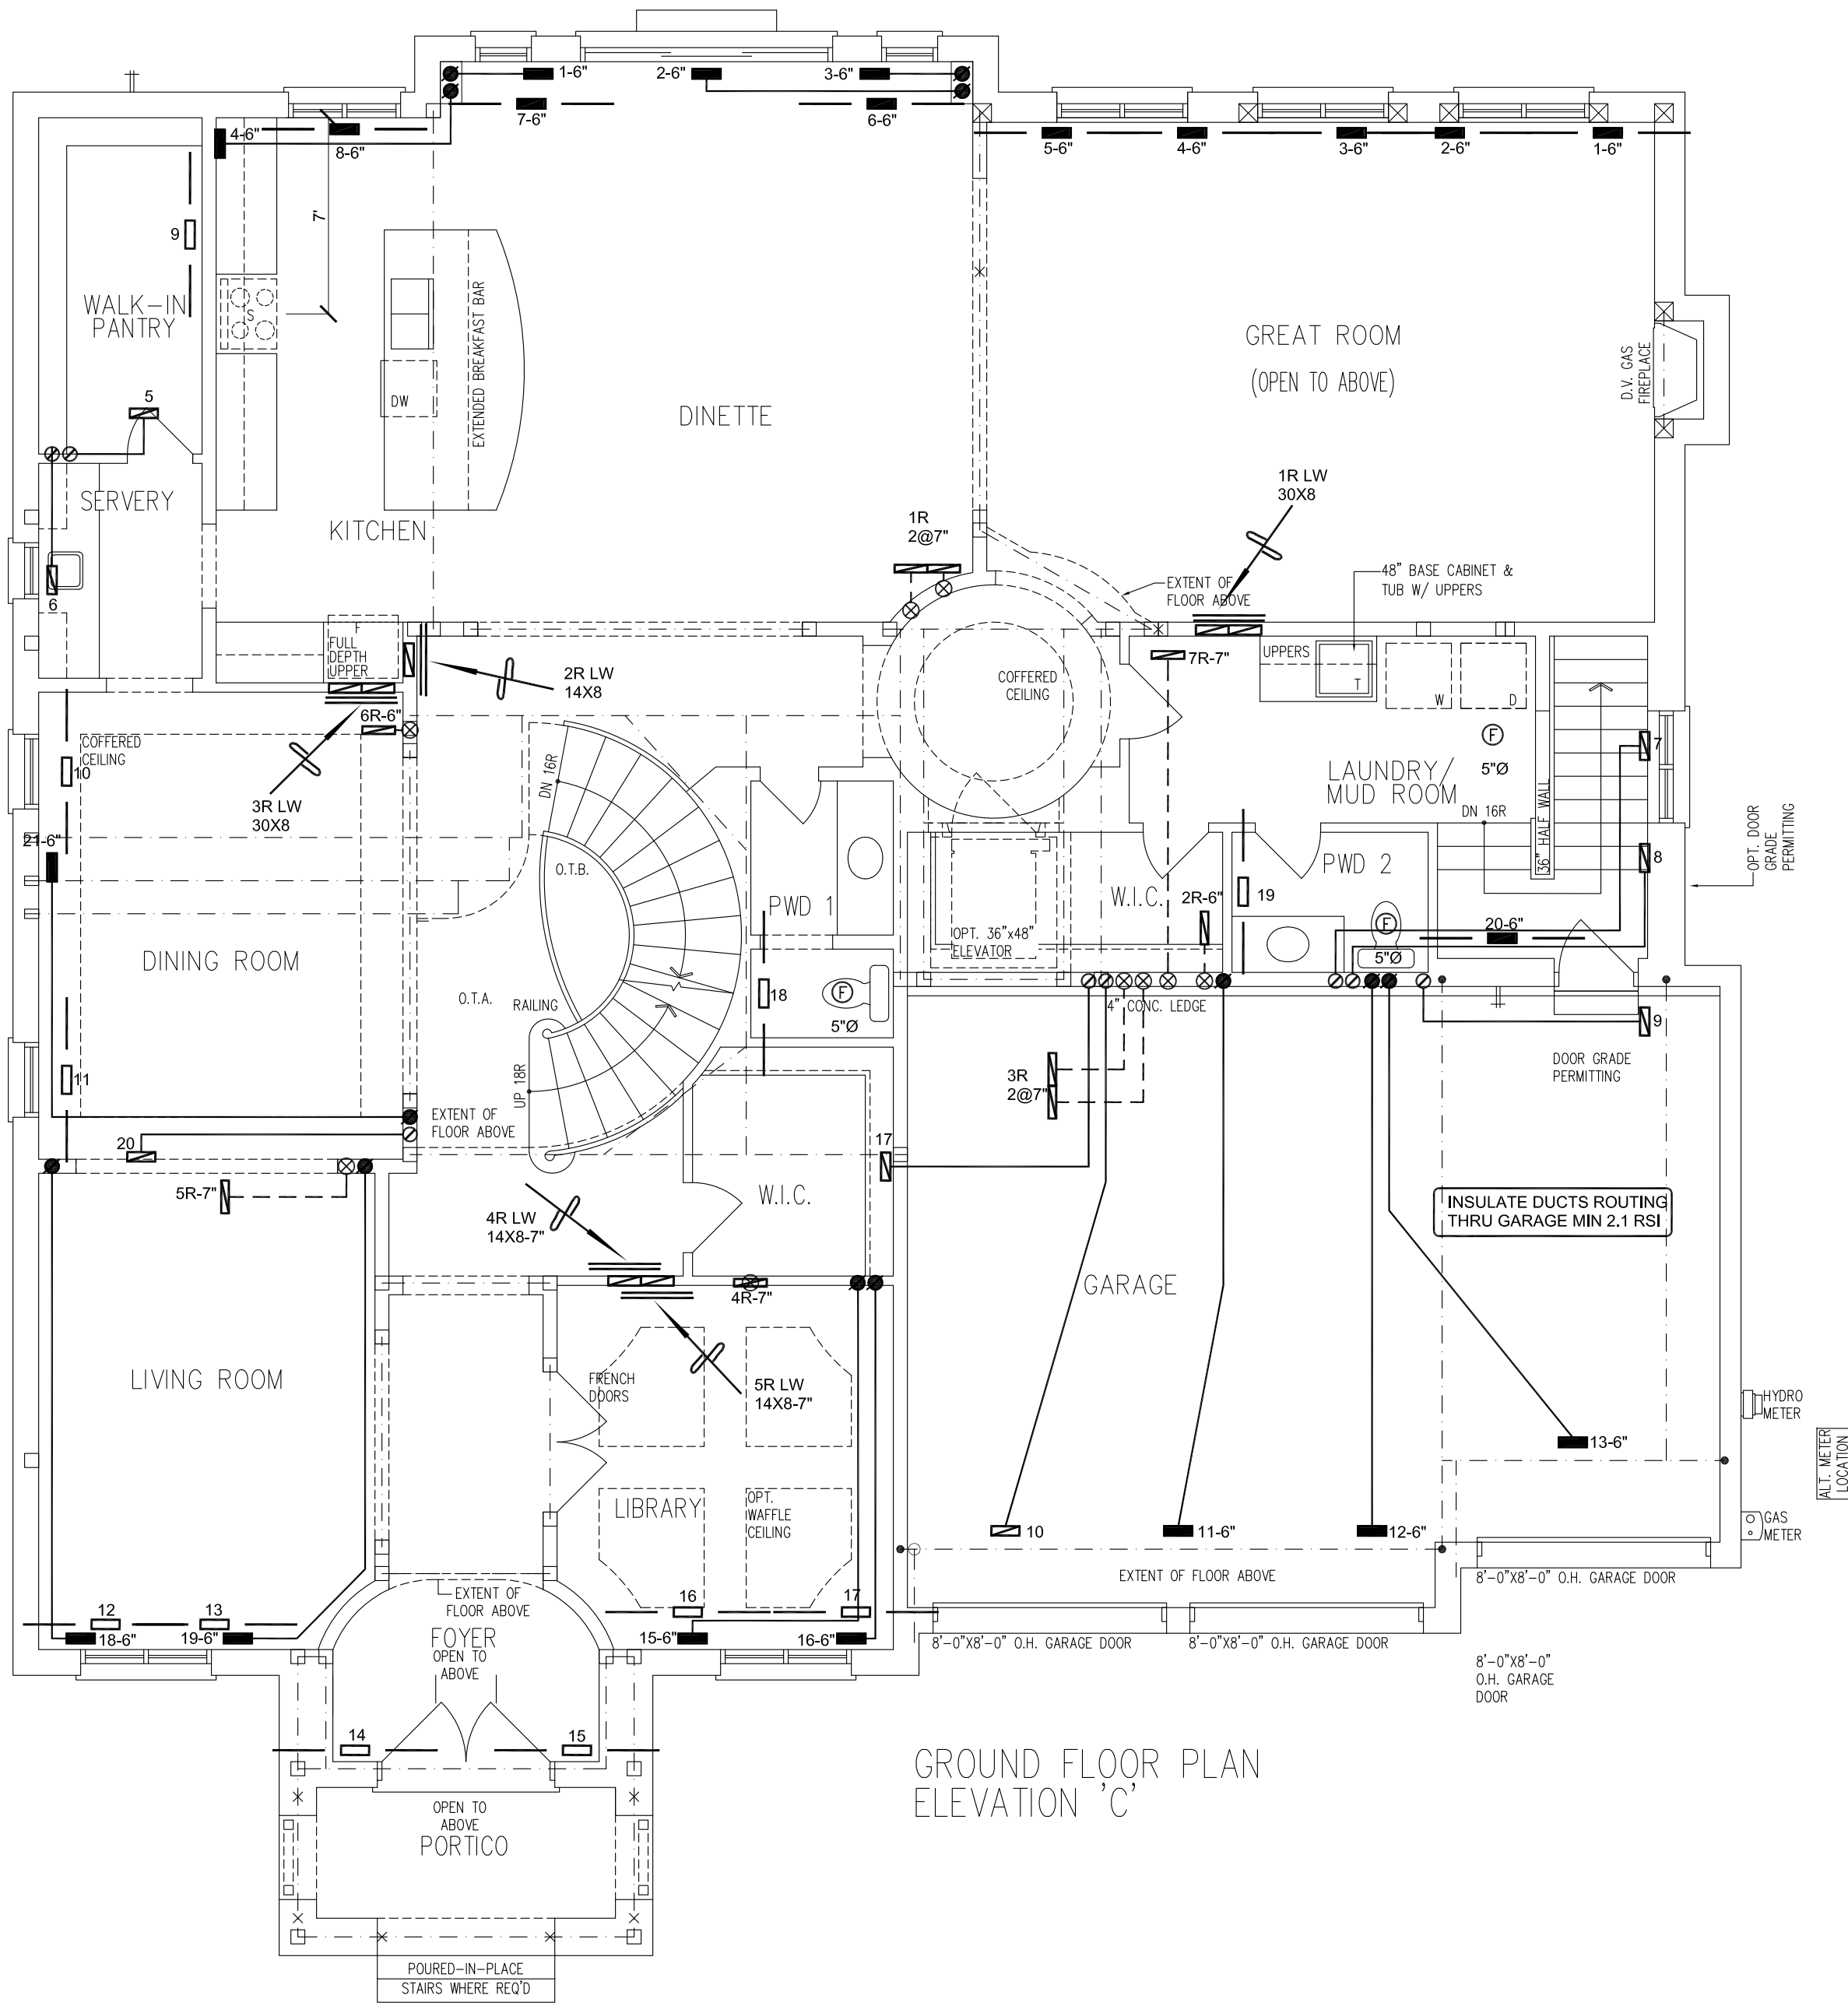 1-6"
2-6"
3-6"
7-6"
6-6"
4-6"
8-6"
5-6"
4-6"
3-6"
2-6"
1-6"
7'
9
WALK-IN
PANTRY
S
EXTENDED BREAKFAST BAR
DW
DINETTE
GREAT ROOM
(OPEN TO ABOVE)
D.V. GAS
FIREPLACE
5
SERVERY
KITCHEN
6
1R
2@7"
1R LW
30X8
EXTENT OF
FLOOR ABOVE
48" BASE CABINET &
TUB W/ UPPERS
F
FULL
DEPTH
UPPER
2R LW
14X8
COFFERED
CEILING
7R-7"
UPPERS
T
W
D
6R-6"
COFFERED
CEILING
10
3R LW
30X8
DN 16R
F
5"Ø
7
LAUNDRY/
MUD ROOM
DN 16R
36" HALF WALL
OPT. DOOR
GRADE
PERMITTING
21-6"
O.T.B.
PWD 1
W.I.C.
2R-6"
19
PWD 2
8
OPT. 36"x48"
ELEVATOR
F
5"Ø
20-6"
DINING ROOM
O.T.A.
RAILING
18
F
5"Ø
4" CONC. LEDGE
9
11
UP 18R
3R
2@7"
DOOR GRADE
PERMITTING
EXTENT OF
FLOOR ABOVE
20
17
5R-7"
W.I.C.
4R LW
14X8-7"
INSULATE DUCTS ROUTING
THRU GARAGE MIN 2.1 RSI
4R-7"
GARAGE
LIVING ROOM
FRENCH
DOORS
5R LW
14X8-7"
HYDRO
METER
ALT. METER
LOCATION
13-6"
LIBRARY
OPT.
WAFFLE
CEILING
10
11-6"
12-6"
GAS
METER
EXTENT OF FLOOR ABOVE
8'-0"X8'-0" O.H. GARAGE DOOR
EXTENT OF
FLOOR ABOVE
12
13
16
17
18-6"
19-6"
FOYER
OPEN TO
ABOVE
15-6"
16-6"
8'-0"X8'-0" O.H. GARAGE DOOR
8'-0"X8'-0" O.H. GARAGE DOOR
8'-0"X8'-0"
O.H. GARAGE
DOOR
14
15
GROUND FLOOR PLAN
ELEVATION 'C'
OPEN TO
ABOVE
PORTICO
POURED-IN-PLACE
STAIRS WHERE REQ'D